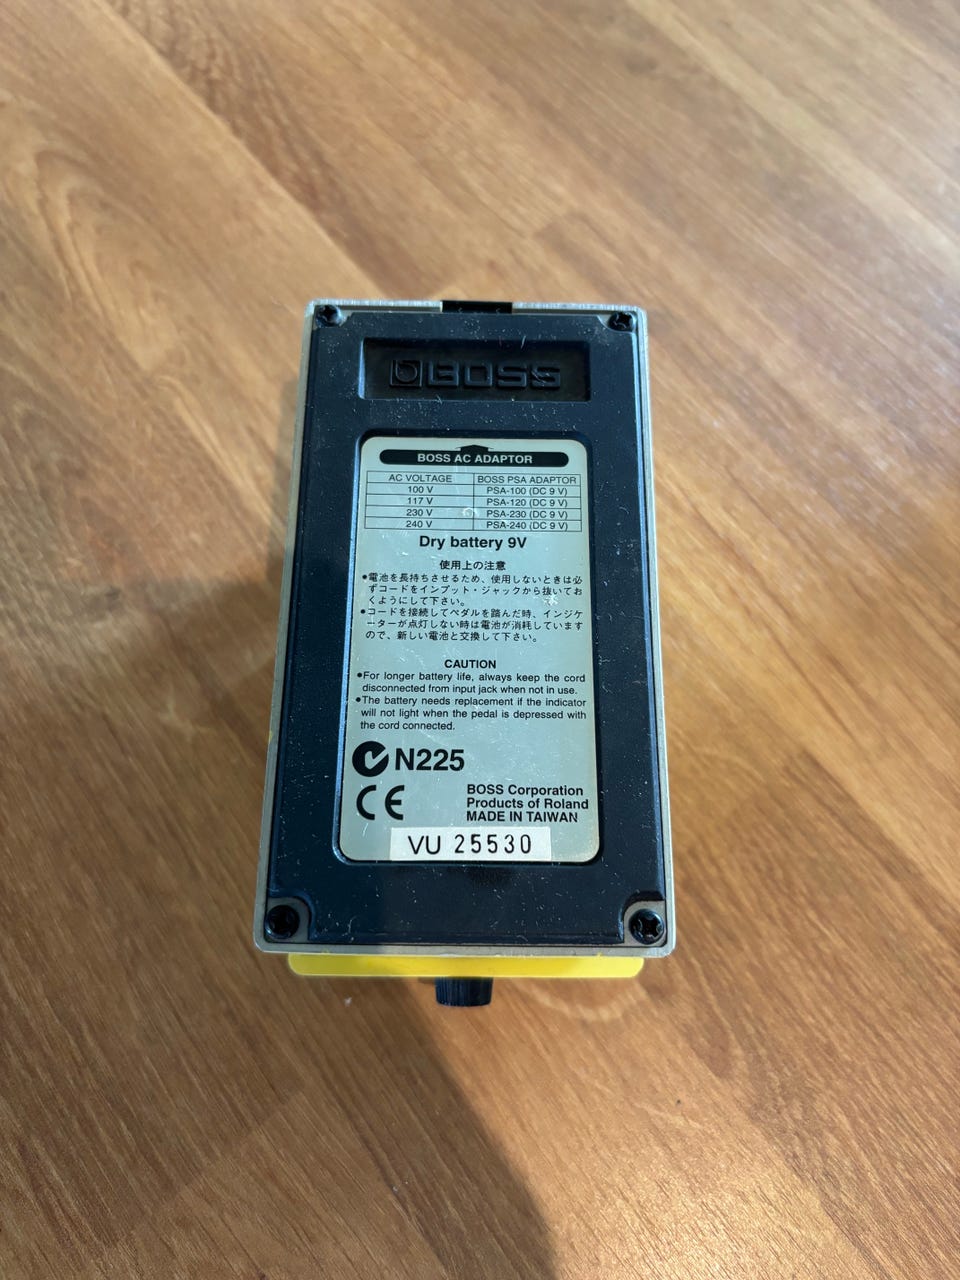 BOSS
BOSS AC ADAPTOR
AC VOLTAGE BOSS PSA ADAPTOR
100 V PSA-100 (DC 9 V)
117 V PSA-120 (DC 9 V)
230 V PSA-230 (DC 9 V)
240 V PSA-240 (DC 9 V)
Dry battery 9V
使用上の注意
●電池を長持ちさせるため、使用しないときは必
ずコードをインプット・ジャックから抜いてお
くようにして下さい。
●コードを接続してペダルを踏んだ時、インジケ
ーターが点灯しない時は電池が消耗しています
ので、新しい電池と交換して下さい。
CAUTION
●For longer battery life, always keep the cord
disconnected from input jack when not in use.
●The battery needs replacement if the indicator
will not light when the pedal is depressed with
the cord connected.
N225
CE
BOSS Corporation
Products of Roland
MADE IN TAIWAN
VU 25530